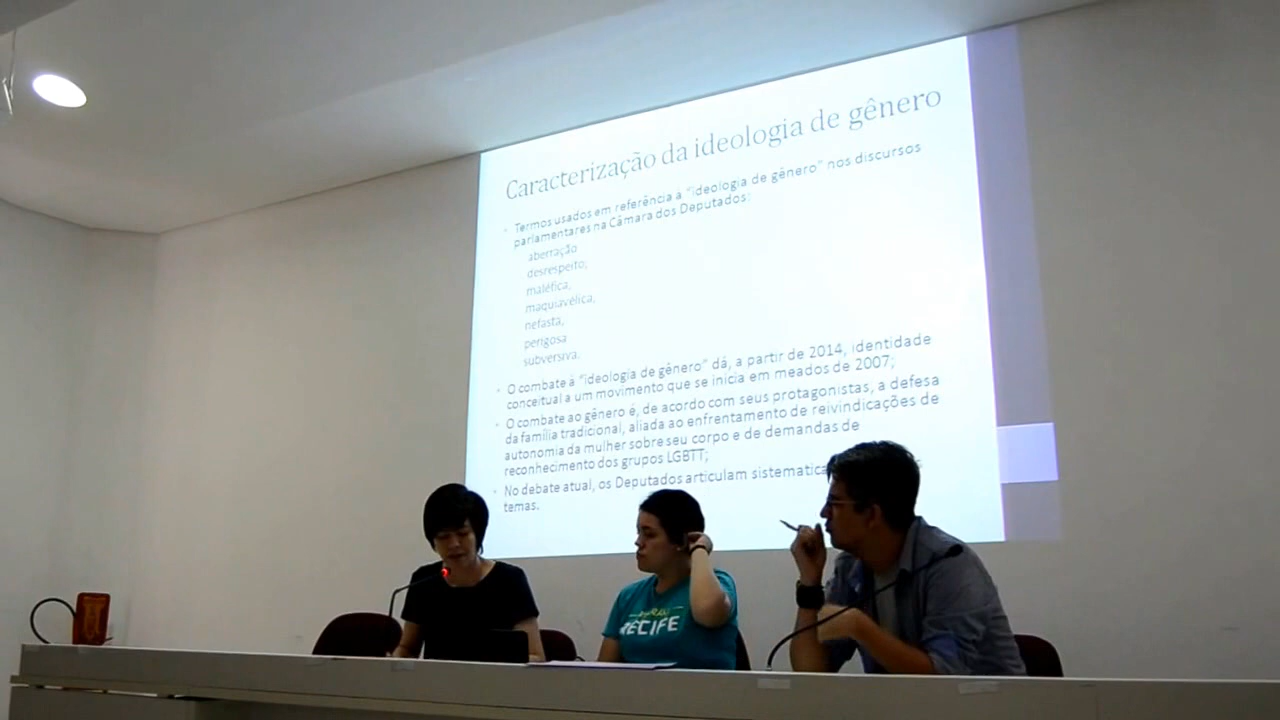 Caracterização da ideologia de gênero
Termos usados em referência a "ideologia de gênero" nos discursos
parlamentares na Câmara dos Deputados:
aberração
desrespeito;
maléfica,
maquiavélica,
nefasta,
perigosa
subversiva.
O combate à "ideologia de gênero" dá, a partir de 2014, identidade
conceitual a um movimento que se inicia em meados de 2007;
O combate ao gênero é, de acordo com seus protagonistas, a defesa
da família tradicional, aliada ao enfrentamento de reivindicações de
autonomia da mulher sobre seu corpo e de demandas de
reconhecimento dos grupos LGBTT;
No debate atual, os Deputados articulam
temas.
RECIFE